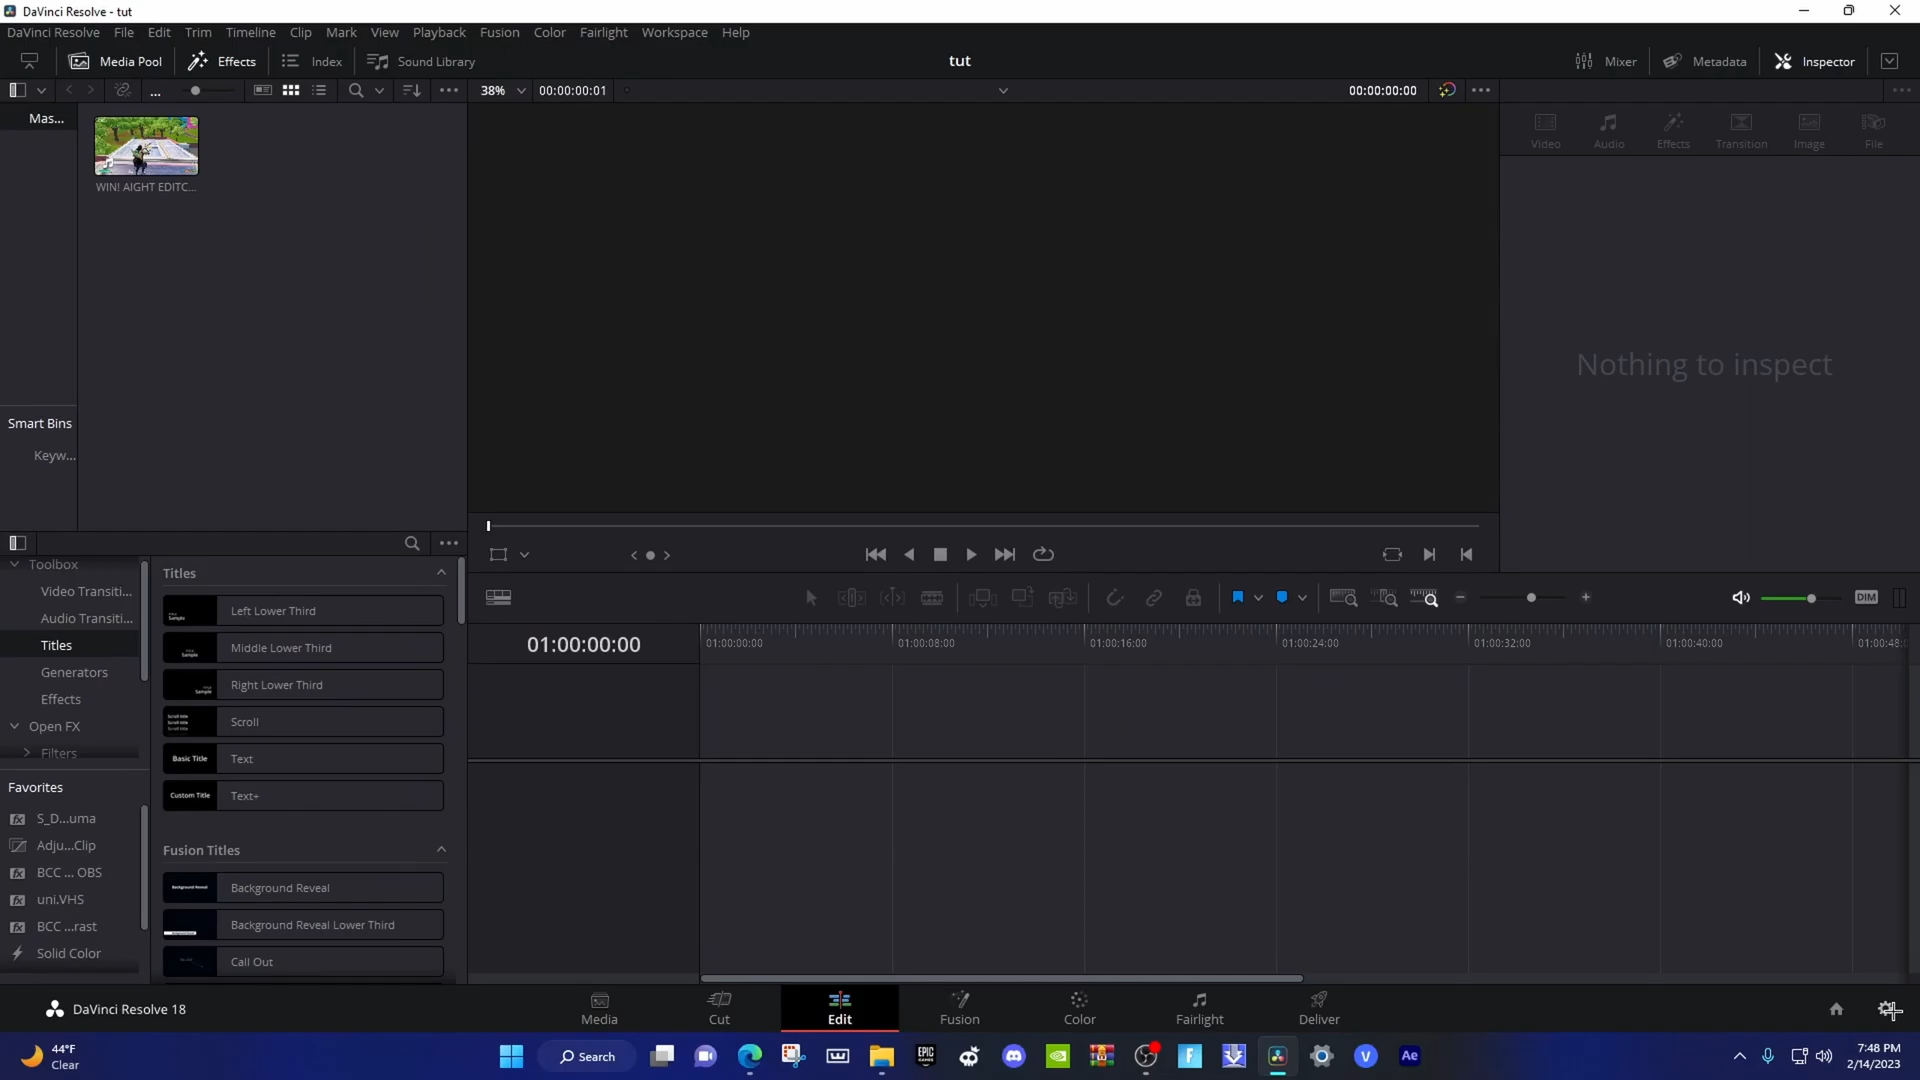 DaVinci Resolve - tut
DaVinci Resolve File Edit Trim Timeline Clip Mark View Playback Fusion Color Fairlight Workspace Help
Media Pool Effects Index Sound Library tut Mixer Metadata Inspector
... 38% 00:00:00:01 00:00:00:00
Mas...
WIN! AIGHT EDITC...
Video Audio Effects Transition Image File
Nothing to inspect
Smart Bins
Keyw...
Toolbox
Video Transiti...
Audio Transiti...
Titles
Generators
Effects
Open FX
Filters
Favorites
S_D...uma
Adju...Clip
BCC ... OBS
uni.VHS
BCC ...rast
Solid Color
Titles
Left Lower Third
Middle Lower Third
Right Lower Third
Scroll
Basic Title Text
Custom Title Text+
Fusion Titles
Background Reveal
Background Reveal Lower Third
Call Out
DIM
01:00:00:00
01:00:00:00 01:00:08:00 01:00:16:00 01:00:24:00 01:00:32:00 01:00:40:00 01:00:48:
DaVinci Resolve 18
Media Cut Edit Fusion Color Fairlight Deliver
44°F
Clear
Search
EPIC GAMES
F
V
Ae
7:48 PM
2/14/2023